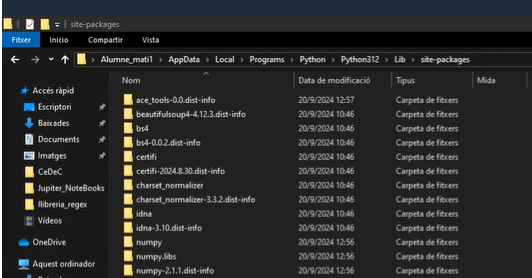 site-packages
Fitxer Inicio Compartir Vista
Alumne_mati1 > AppData > Local > Programs > Python > Python312 > Lib > site-packages
Nom Data de modificació Tipus Mida
Accés ràpid
Escriptori
Baixades
Documents
Imatges
CeDeC
Jupiter_NoteBooks
llibreria_regex
Vídeos
OneDrive
Aquest ordinador
ace_tools-0.0.dist-info 20/9/2024 12:57 Carpeta de fitxers
beautifulsoup4-4.12.3.dist-info 20/9/2024 10:46 Carpeta de fitxers
bs4 20/9/2024 10:46 Carpeta de fitxers
bs4-0.0.2.dist-info 20/9/2024 10:46 Carpeta de fitxers
certifi 20/9/2024 10:46 Carpeta de fitxers
certifi-2024.8.30.dist-info 20/9/2024 10:46 Carpeta de fitxers
charset_normalizer 20/9/2024 10:46 Carpeta de fitxers
charset_normalizer-3.3.2.dist-info 20/9/2024 10:46 Carpeta de fitxers
idna 20/9/2024 10:46 Carpeta de fitxers
idna-3.10.dist-info 20/9/2024 10:46 Carpeta de fitxers
numpy 20/9/2024 12:56 Carpeta de fitxers
numpy.libs 20/9/2024 12:56 Carpeta de fitxers
numpy-2.1.1.dist-info 20/9/2024 12:56 Carpeta de fitxers